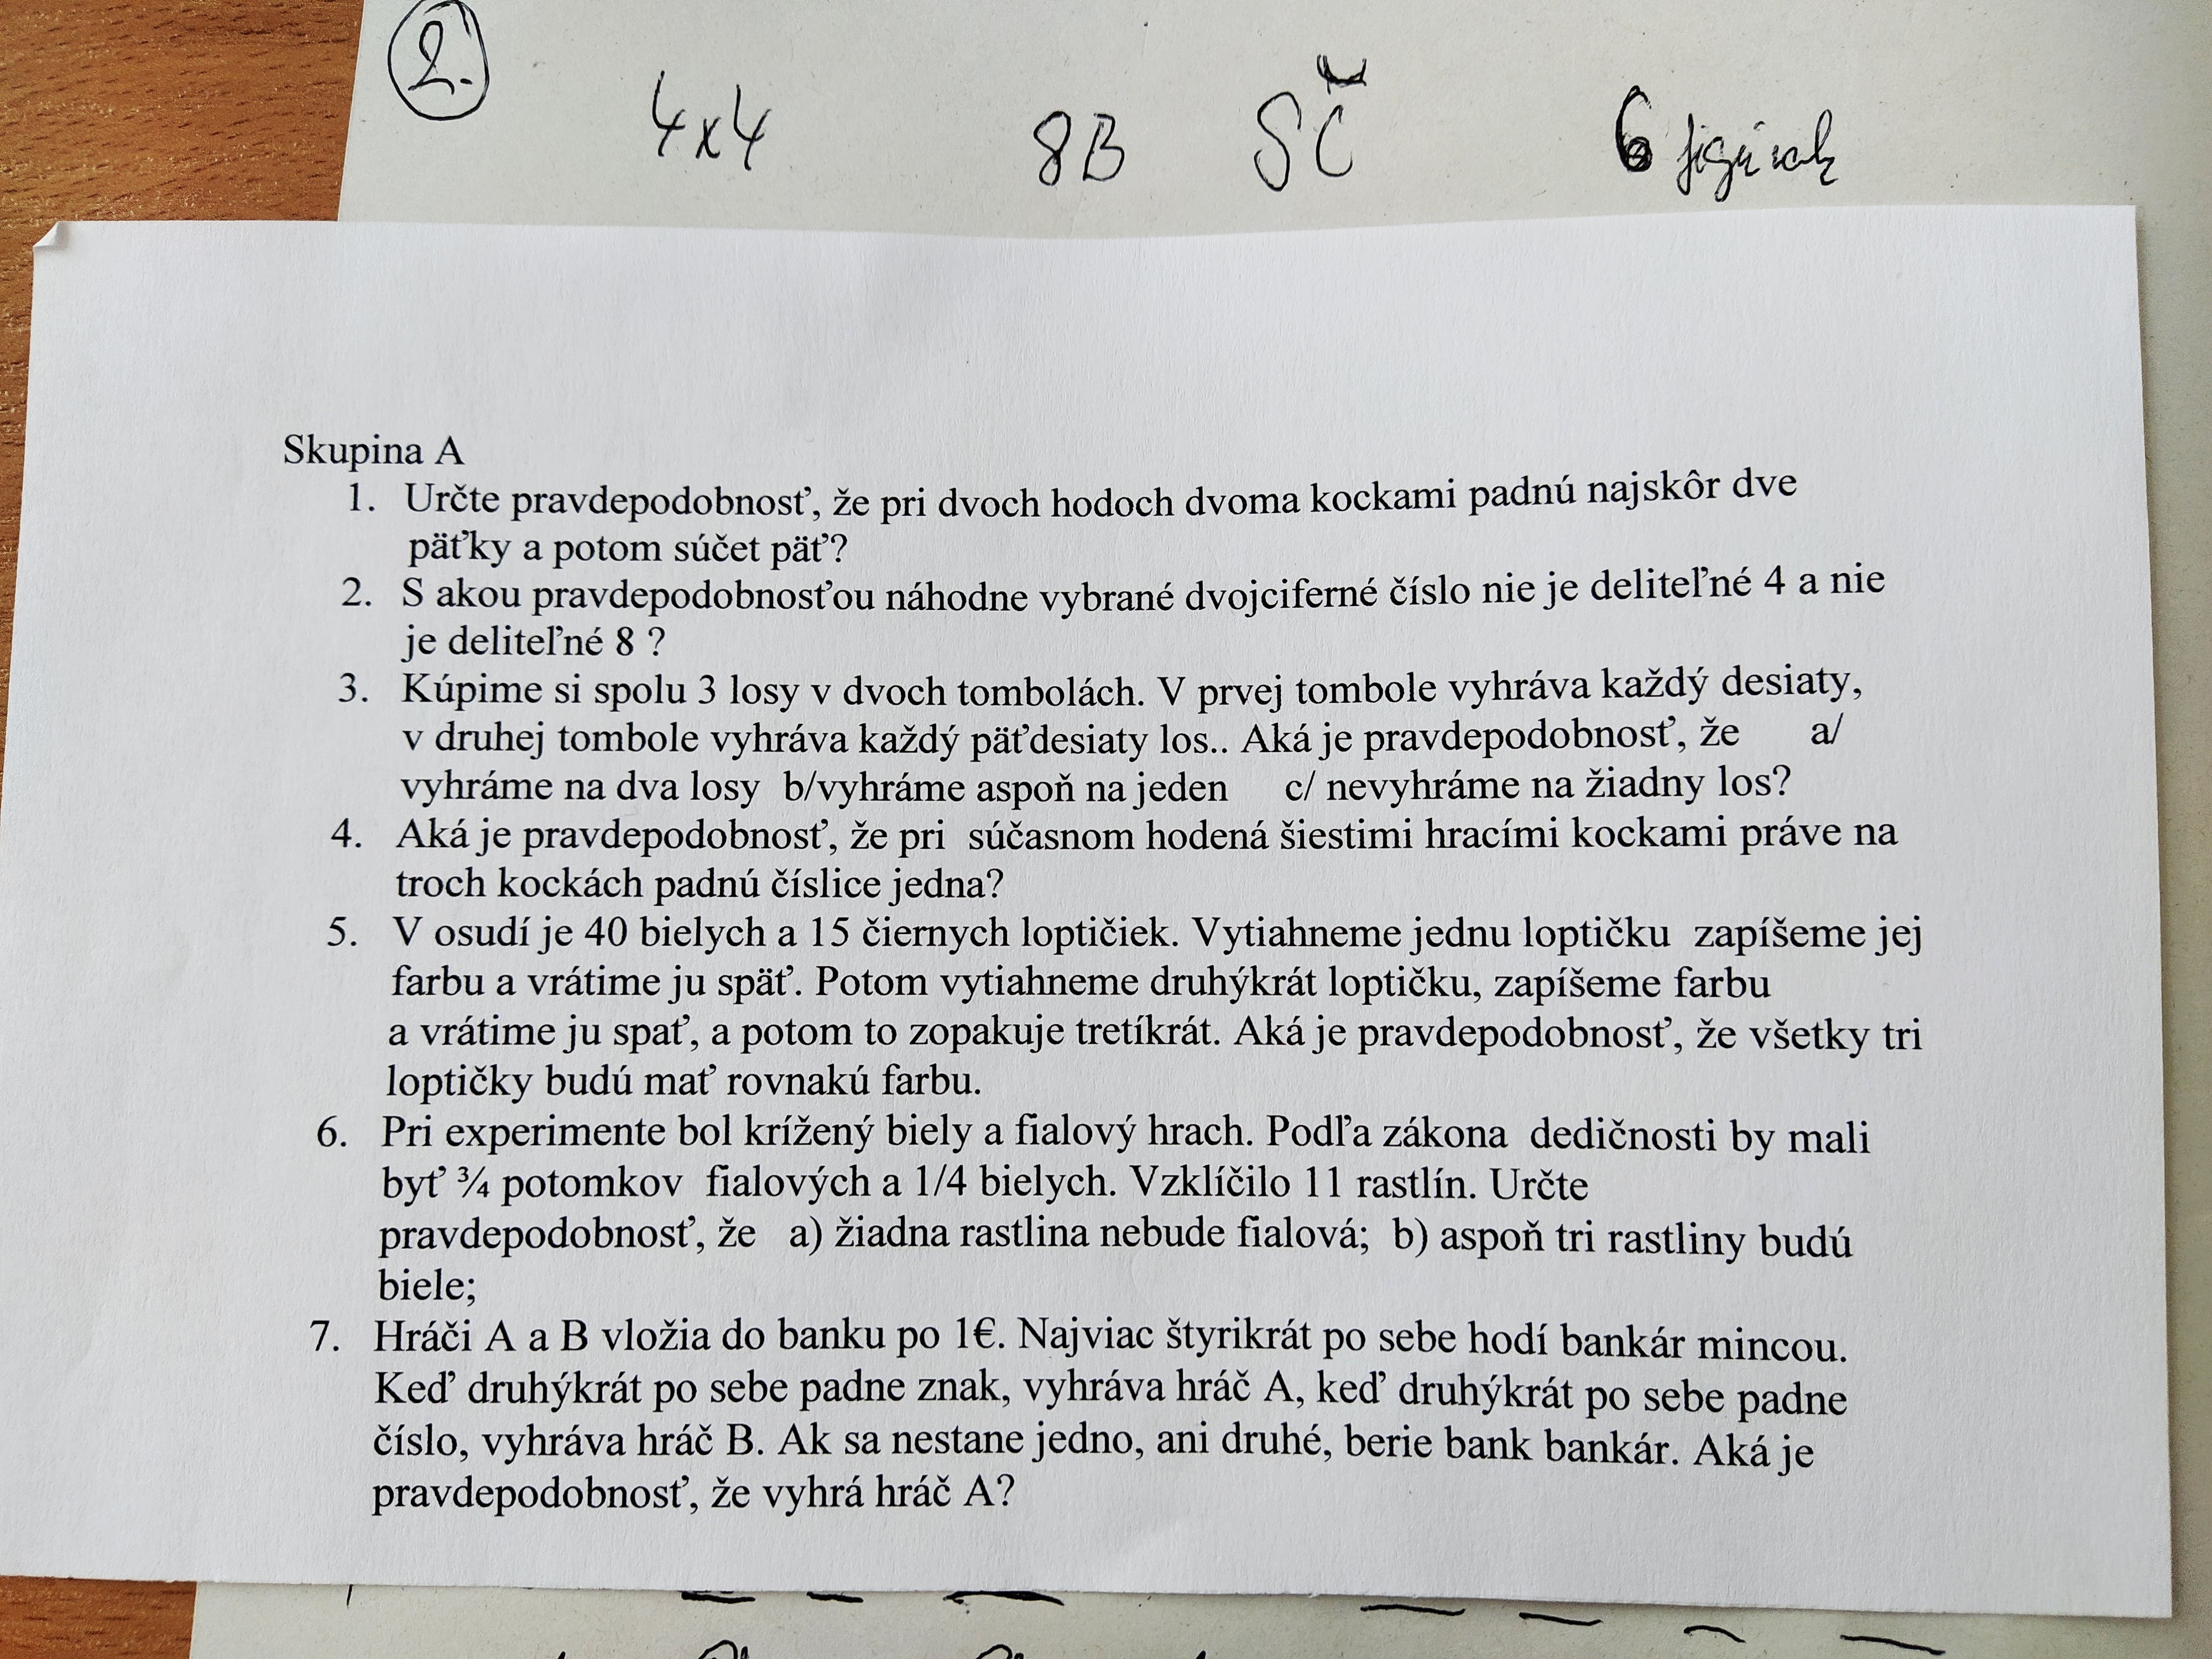 2.
4x4 8B 5Č 6
Skupina A
1. Určte pravdepodobnosť, že pri dvoch hodoch dvoma kockami padnú najskôr dve
päťky a potom súčet päť?
2. S akou pravdepodobnosťou náhodne vybrané dvojciferné číslo nie je deliteľné 4 a nie
je deliteľné 8 ?
3. Kúpime si spolu 3 losy v dvoch tombolách. V prvej tombole vyhráva každý desiaty,
v druhej tombole vyhráva každý päťdesiaty los.. Aká je pravdepodobnosť, že a/
vyhráme na dva losy b/vyhráme aspoň na jeden c/ nevyhráme na žiadny los?
4. Aká je pravdepodobnosť, že pri súčasnom hodená šiestimi hracími kockami práve na
troch kockách padnú číslice jedna?
5. V osudí je 40 bielych a 15 čiernych loptičiek. Vytiahneme jednu loptičku zapíšeme jej
farbu a vrátime ju späť. Potom vytiahneme druhýkrát loptičku, zapíšeme farbu
a vrátime ju spať, a potom to zopakuje tretíkrát. Aká je pravdepodobnosť, že všetky tri
loptičky budú mať rovnakú farbu.
6. Pri experimente bol krížený biely a fialový hrach. Podľa zákona dedičnosti by mali
byť ¾ potomkov fialových a 1/4 bielych. Vzklíčilo 11 rastlín. Určte
pravdepodobnosť, že a) žiadna rastlina nebude fialová; b) aspoň tri rastliny budú
biele;
7. Hráči A a B vložia do banku po 1€. Najviac štyrikrát po sebe hodí bankár mincou.
Keď druhýkrát po sebe padne znak, vyhráva hráč A, keď druhýkrát po sebe padne
číslo, vyhráva hráč B. Ak sa nestane jedno, ani druhé, berie bank bankár. Aká je
pravdepodobnosť, že vyhrá hráč A?